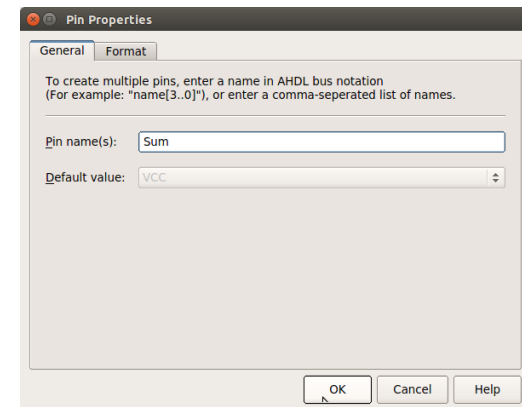 Pin Properties
General Format
To create multiple pins, enter a name in AHDL bus notation
(For example: "name[3..0]"), or enter a comma-seperated list of names.
Pin name(s): Sum
Default value: VCC
OK Cancel Help